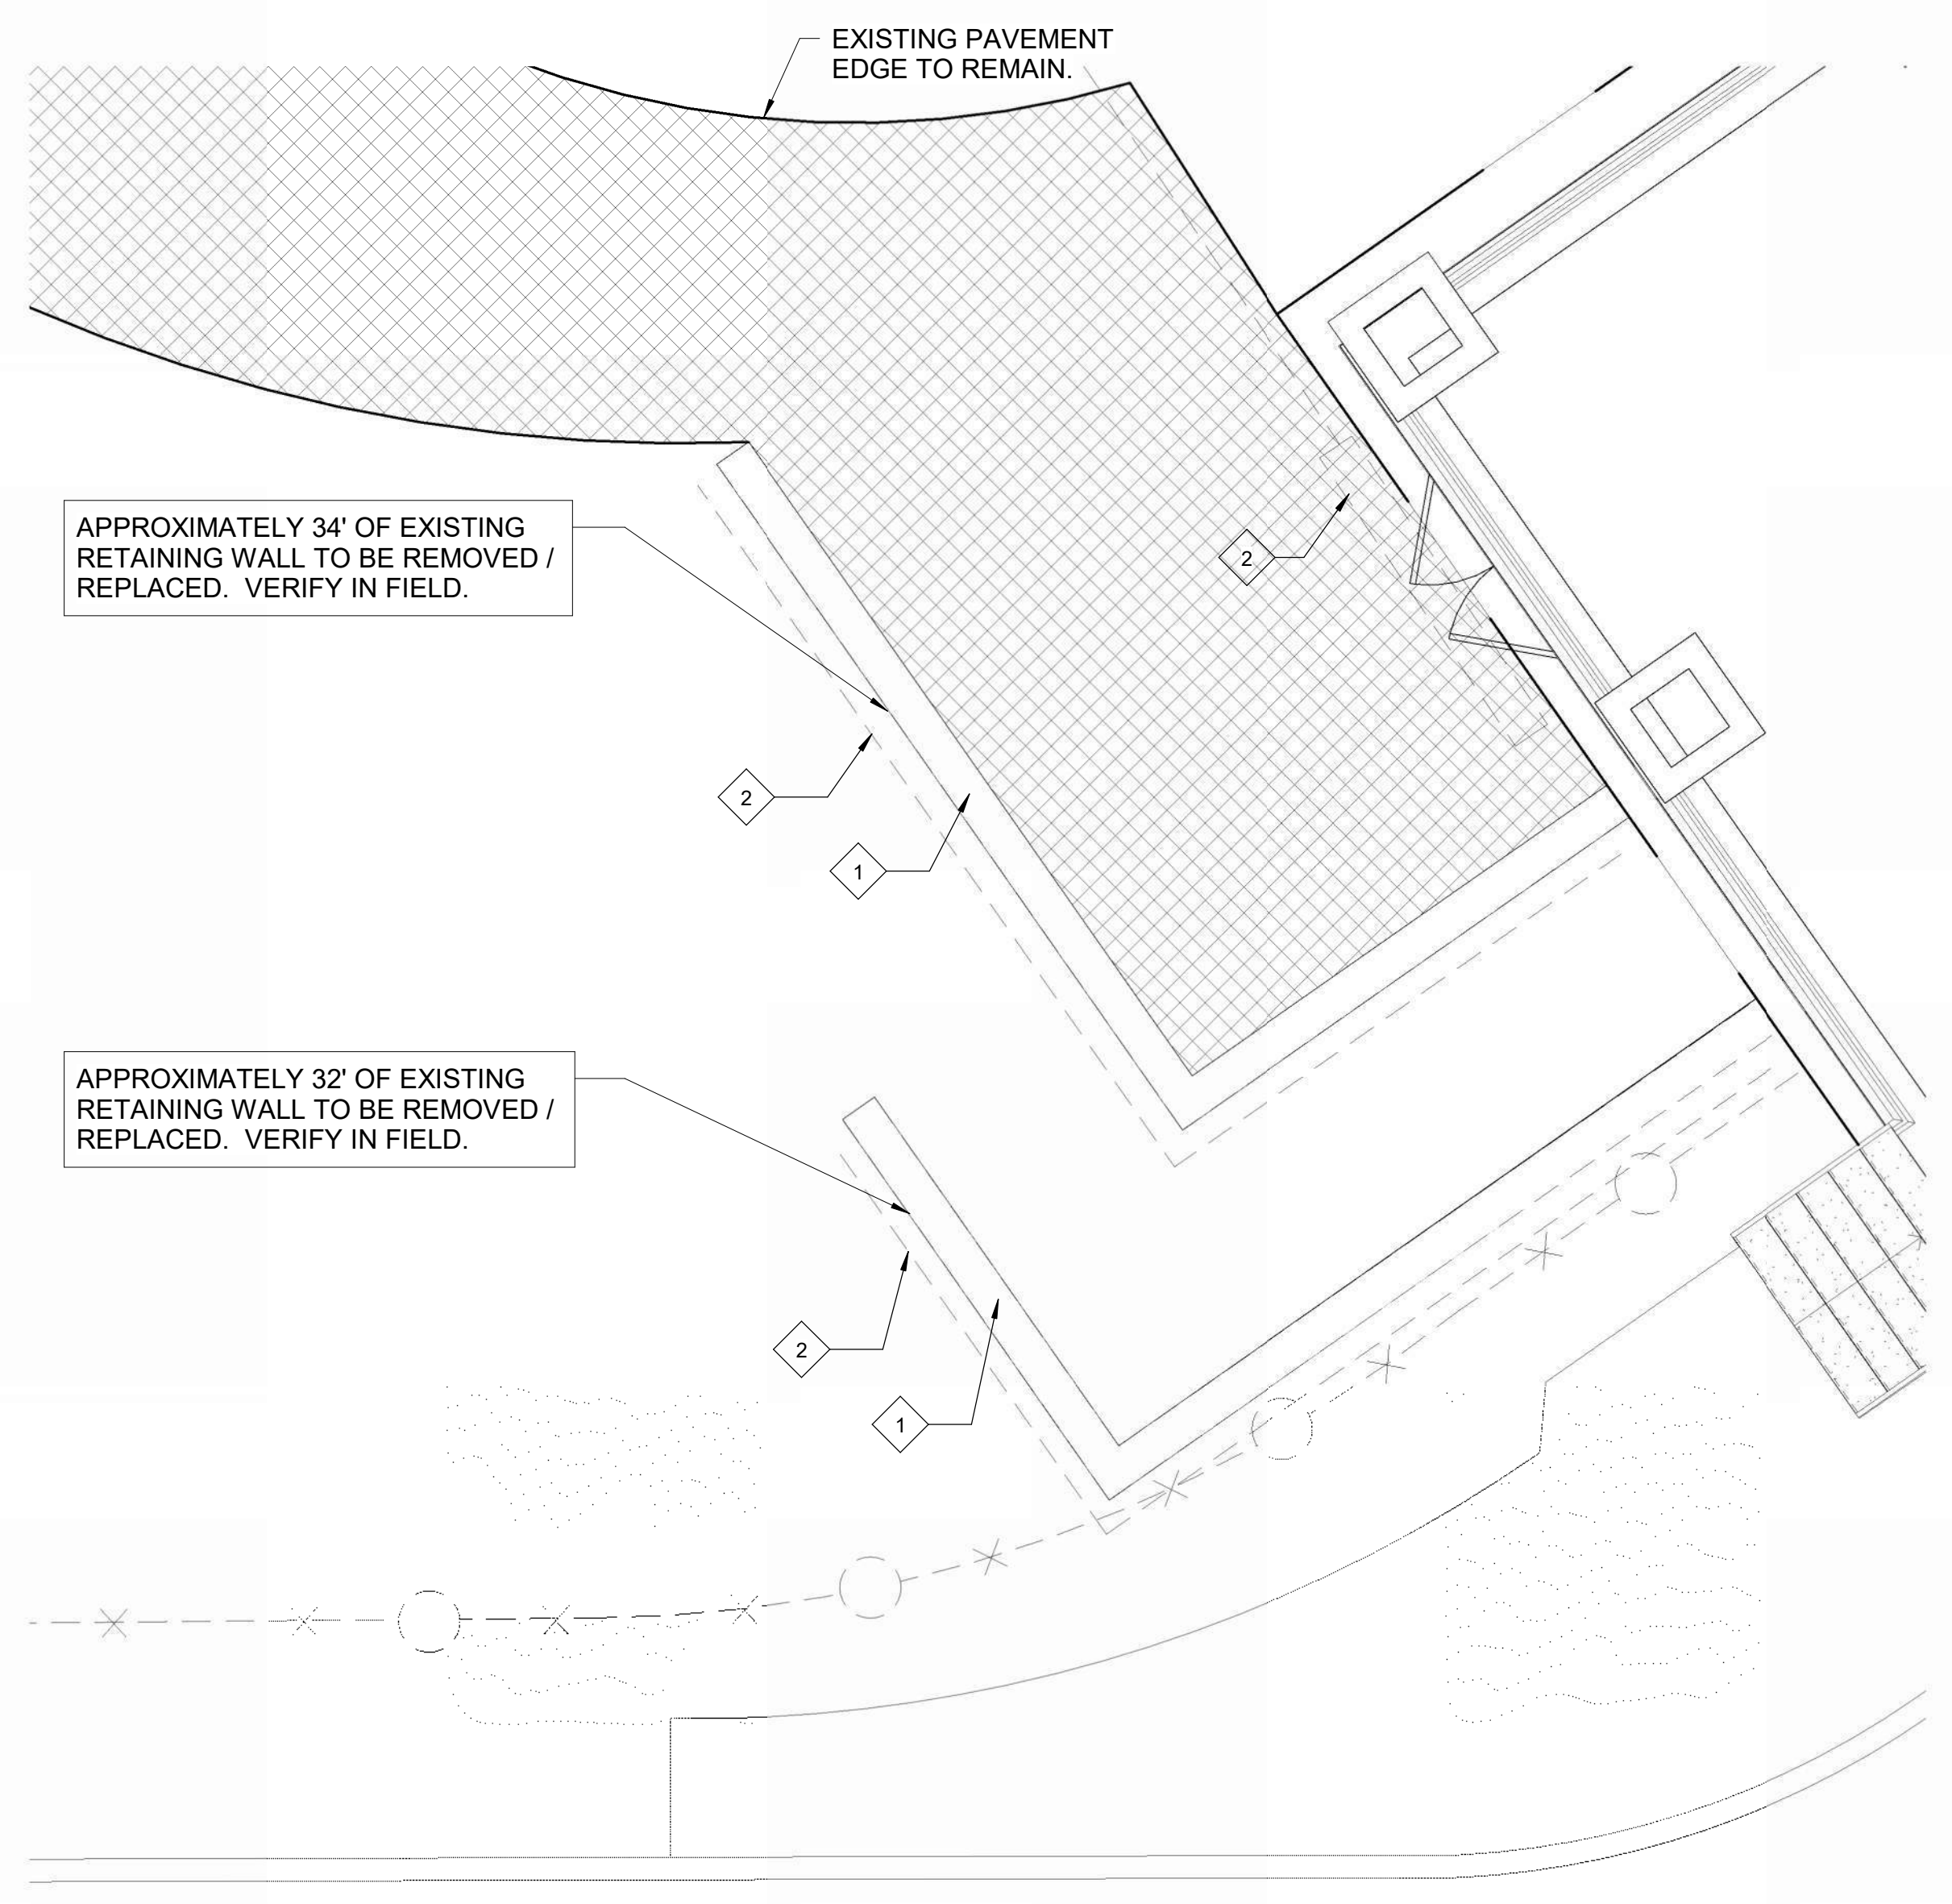 EXISTING PAVEMENT
EDGE TO REMAIN.
APPROXIMATELY 34' OF EXISTING
RETAINING WALL TO BE REMOVED /
REPLACED.  VERIFY IN FIELD.
2
2
1
APPROXIMATELY 32' OF EXISTING
RETAINING WALL TO BE REMOVED /
REPLACED.  VERIFY IN FIELD.
2
1